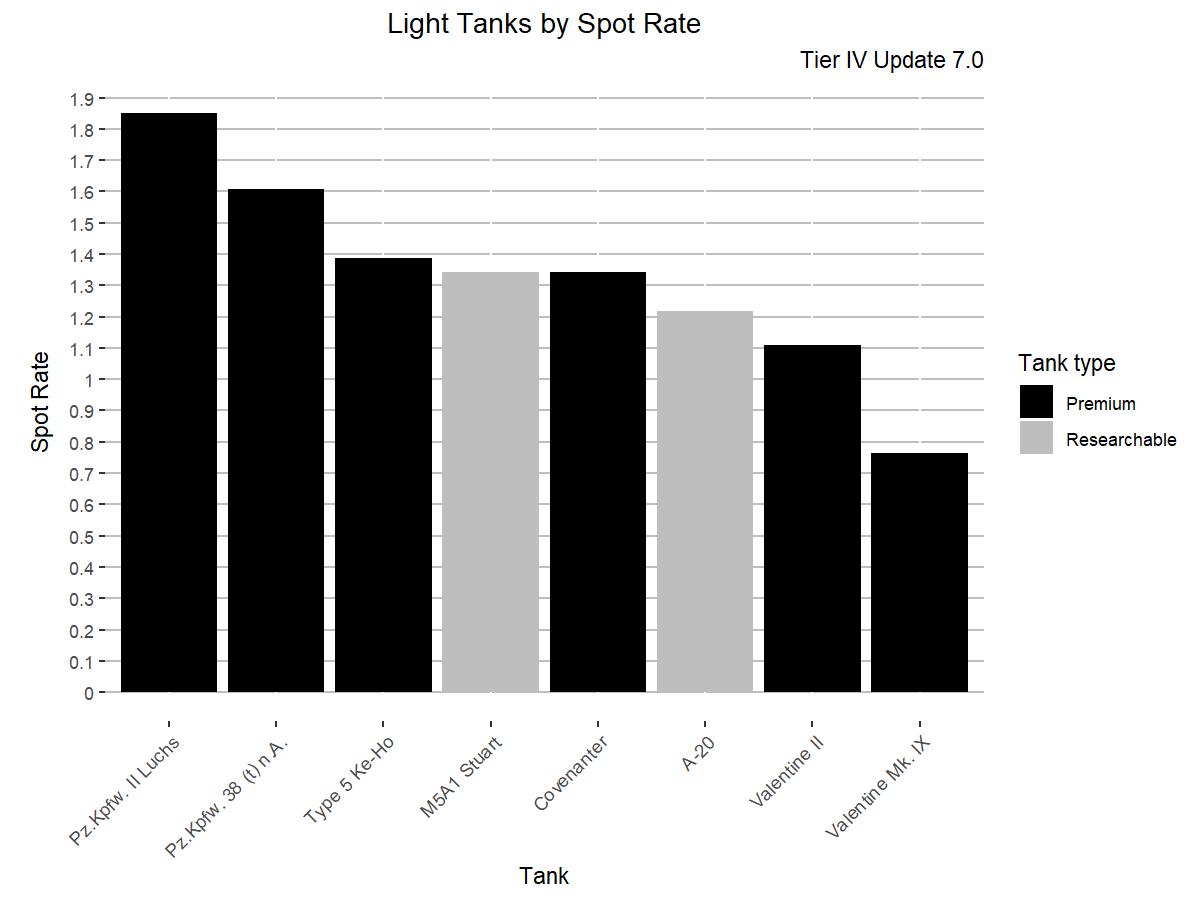 Light Tanks by Spot Rate
Tier IV Update 7.0
1.9
1.8
1.7
1.6
1.5
1.4
1.3
1.2
1.1
1
0.9
0.8
0.7
0.6
0.5
0.4
0.3
0.2
0.1
0
Spot Rate
Pz.Kpfw. II Luchs
Pz.Kpfw. 38 (t) n A.
Type 5 Ke-Ho
M5A1 Stuart
Covenanter
A-20
Valentine II
Valentine Mk. IX
Tank
Tank type
Premium
Researchable